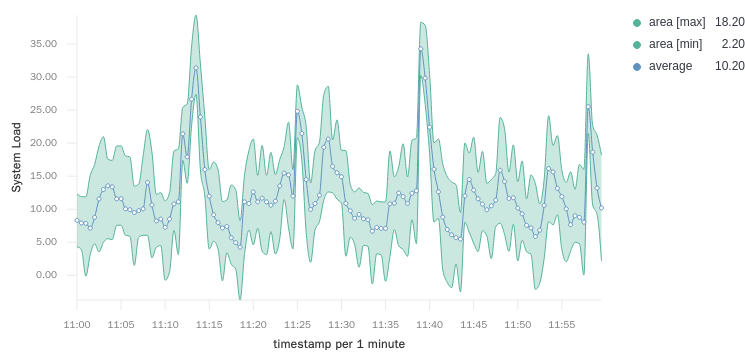 area [max] 18.20
area [min] 2.20
average 10.20
System Load
35.00
30.00
25.00
20.00
15.00
10.00
5.00
0.00
11:00 11:05 11:10 11:15 11:20 11:25 11:30 11:35 11:40 11:45 11:50 11:55
timestamp per 1 minute